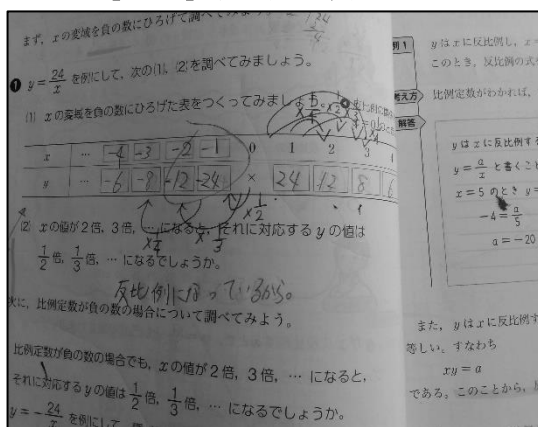 まず，xの変域を負の数にひろげて調べてみ
❶ y=24/x を例にして，次の(1), (2)を調べてみましょう。
(1) xの変域を負の数にひろげた表をつくってみましょ
x … -4 -3 -2 -1 0 1 2 3
y … -6 -8 -12 -24 × 24 12 8 6
×1/2
(2) xの値が2倍，3倍，…になると，それに対応するyの値は
1/2倍，1/3倍，…になるでしょうか。
反比例になっているから。
次に，比例定数が負の数の場合について調べてみよう。
比例定数が負の数の場合でも，xの値が2倍，3倍，…になると，
それに対応するyの値は1/2倍，1/3倍，…になるでしょうか。
y=-24/x を例にして，
例1 yはxに反比例し，x=
このとき，反比例の式
考え方 比例定数がわかれば，
解答
yはxに反比例する
y=a/x と書くこと
x=5 のとき y=
-4=a/5
a=-20
また，yはxに反比例す
等しい。すなわち
xy=a
である。このことから，